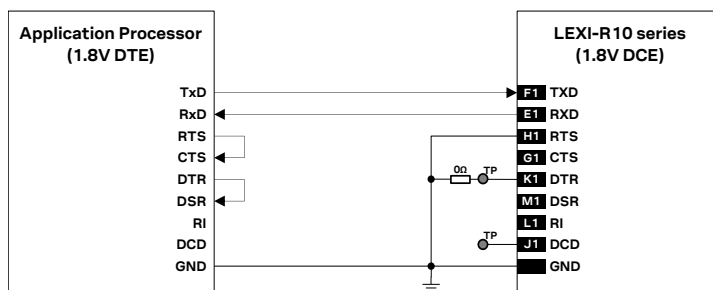 Application Processor
(1.8V DTE)
LEXI-R10 series
(1.8V DCE)
TxD F1 TXD
RxD E1 RXD
RTS H1 RTS
CTS G1 CTS
DTR 0Ω TP K1 DTR
DSR M1 DSR
RI L1 RI
DCD TP J1 DCD
GND GND